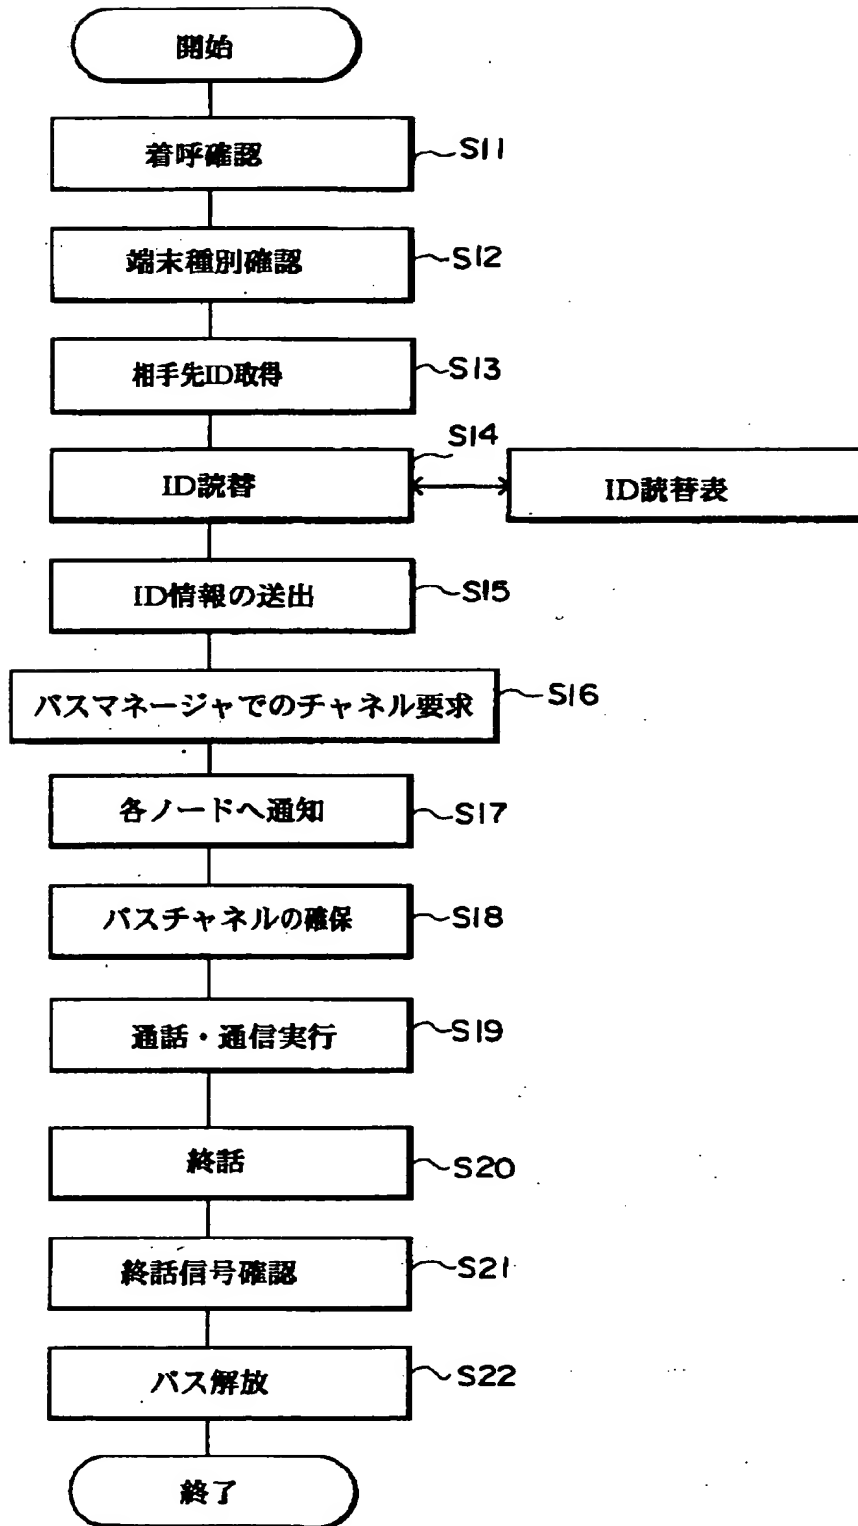 開始
着呼確認
S11
端末種別確認
S12
相手先ID取得
S13
S14
ID読替
ID読替表
ID情報の送出
S15
バスマネージャでのチャネル要求
S16
各ノードへ通知
S17
バスチャネルの確保
S18
通話・通信実行
S19
終話
S20
終話信号確認
S21
バス解放
S22
終了